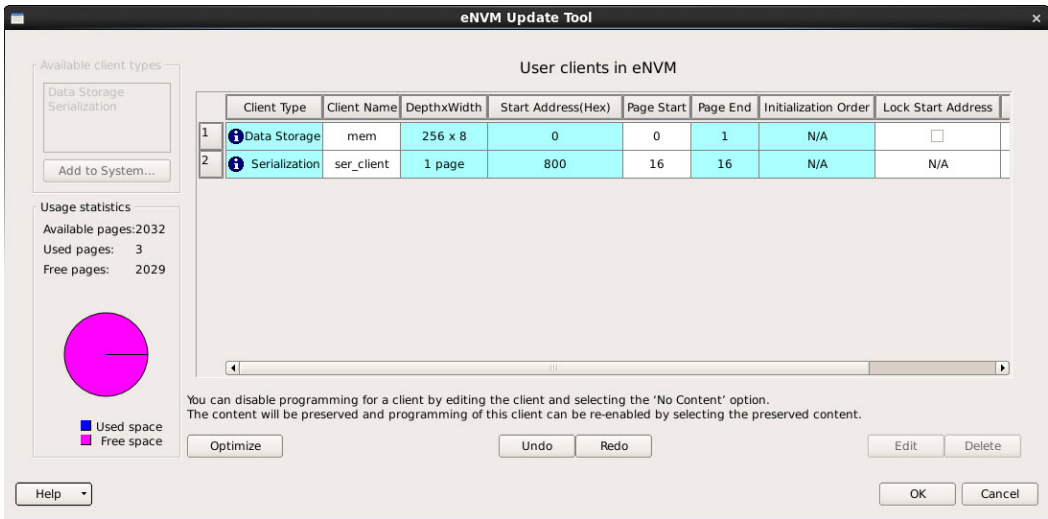 eNVM Update Tool
Available client types
Data Storage
Serialization
Add to System...
Usage statistics
Available pages:2032
Used pages: 3
Free pages: 2029
Used space
Free space
User clients in eNVM
Client Type Client Name DepthxWidth Start Address(Hex) Page Start Page End Initialization Order Lock Start Address
1 Data Storage mem 256 x 8 0 0 1 N/A
2 Serialization ser_client 1 page 800 16 16 N/A N/A
You can disable programming for a client by editing the client and selecting the 'No Content' option.
The content will be preserved and programming of this client can be re-enabled by selecting the preserved content.
Optimize Undo Redo Edit Delete
Help OK Cancel